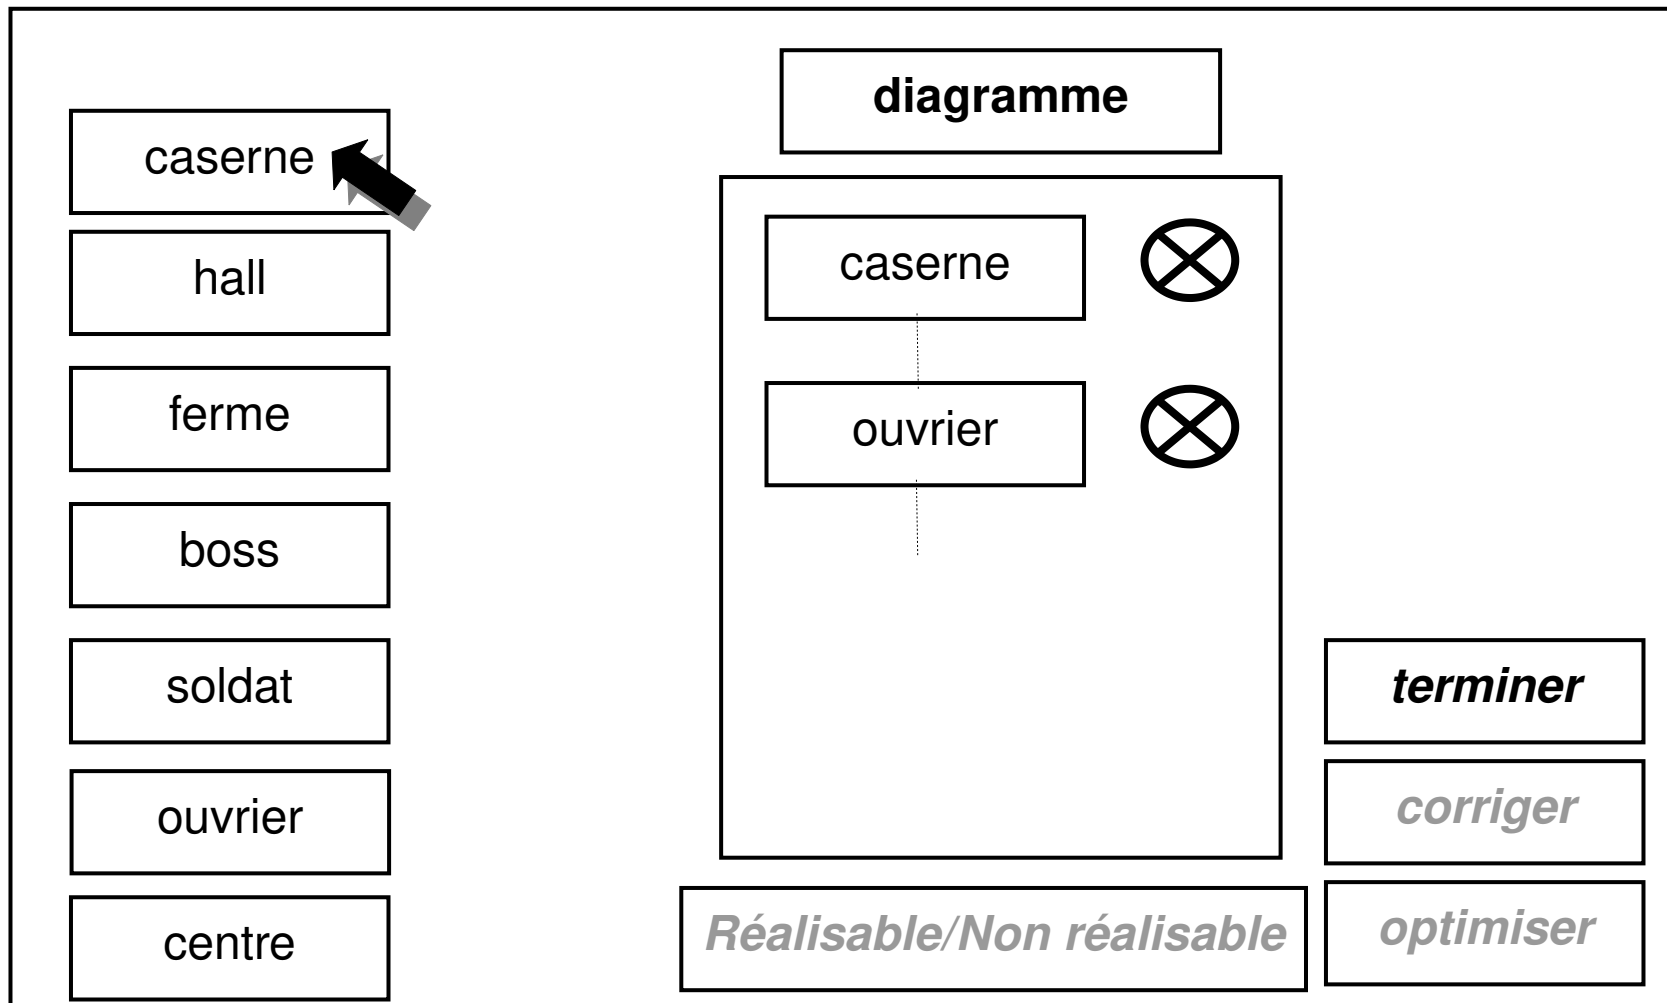 caserne
hall
ferme
boss
soldat
ouvrier
centre
diagramme
caserne
ouvrier
Réalisable/Non réalisable
terminer
corriger
optimiser